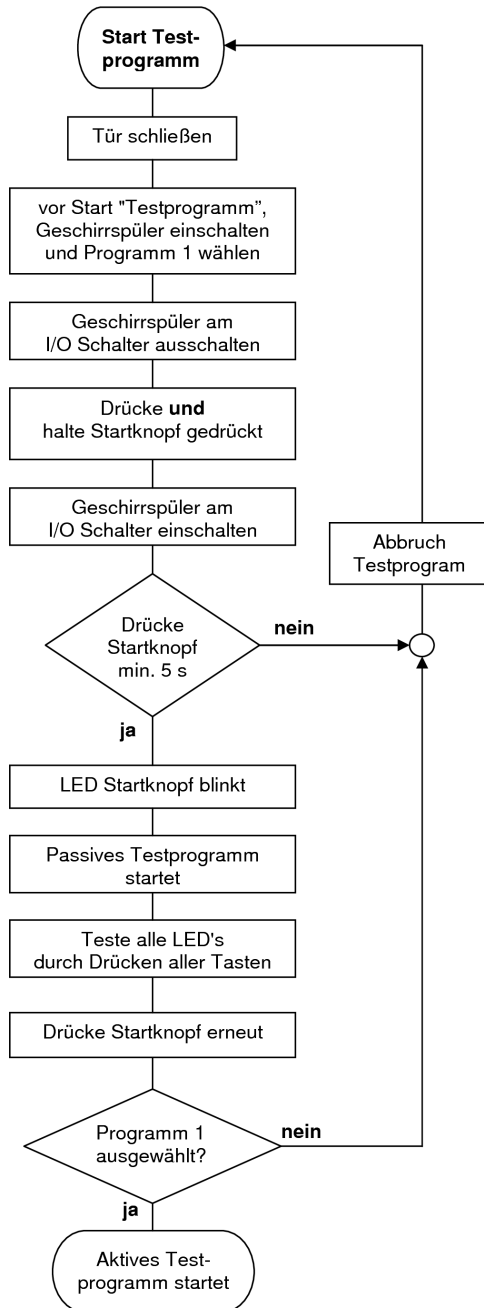 Start Test-
programm
Tür schließen
vor Start "Testprogramm”,
Geschirrspüler einschalten
und Programm 1 wählen
Geschirrspüler am
I/O Schalter ausschalten
Drücke und
halte Startknopf gedrückt
Geschirrspüler am
I/O Schalter einschalten
Abbruch
Testprogram
Drücke
Startknopf
min. 5 s
nein
ja
LED Startknopf blinkt
Passives Testprogramm
startet
Teste alle LED's
durch Drücken aller Tasten
Drücke Startknopf erneut
Programm 1
ausgewählt?
nein
ja
Aktives Test-
programm startet